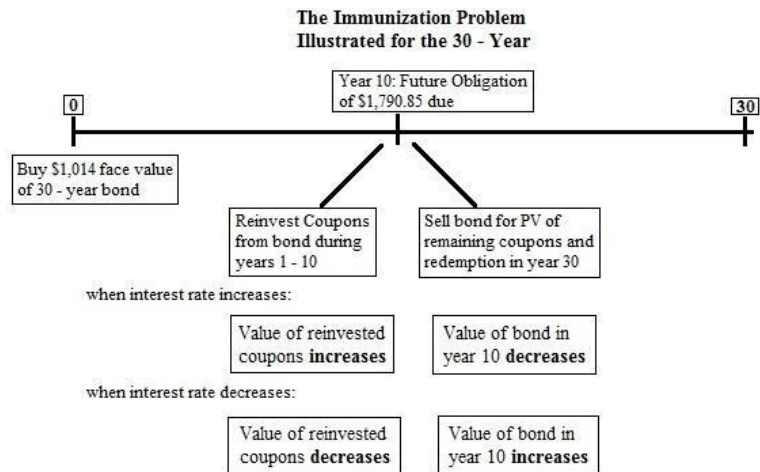 The Immunization Problem
Illustrated for the 30 - Year
Year 10: Future Obligation
of $1,790.85 due
0
30
Buy $1,014 face value
of 30 - year bond
Reinvest Coupons
from bond during
years 1 - 10
Sell bond for PV of
remaining coupons and
redemption in year 30
when interest rate increases:
Value of reinvested
coupons increases
Value of bond in
year 10 decreases
when interest rate decreases:
Value of reinvested
coupons decreases
Value of bond in
year 10 increases